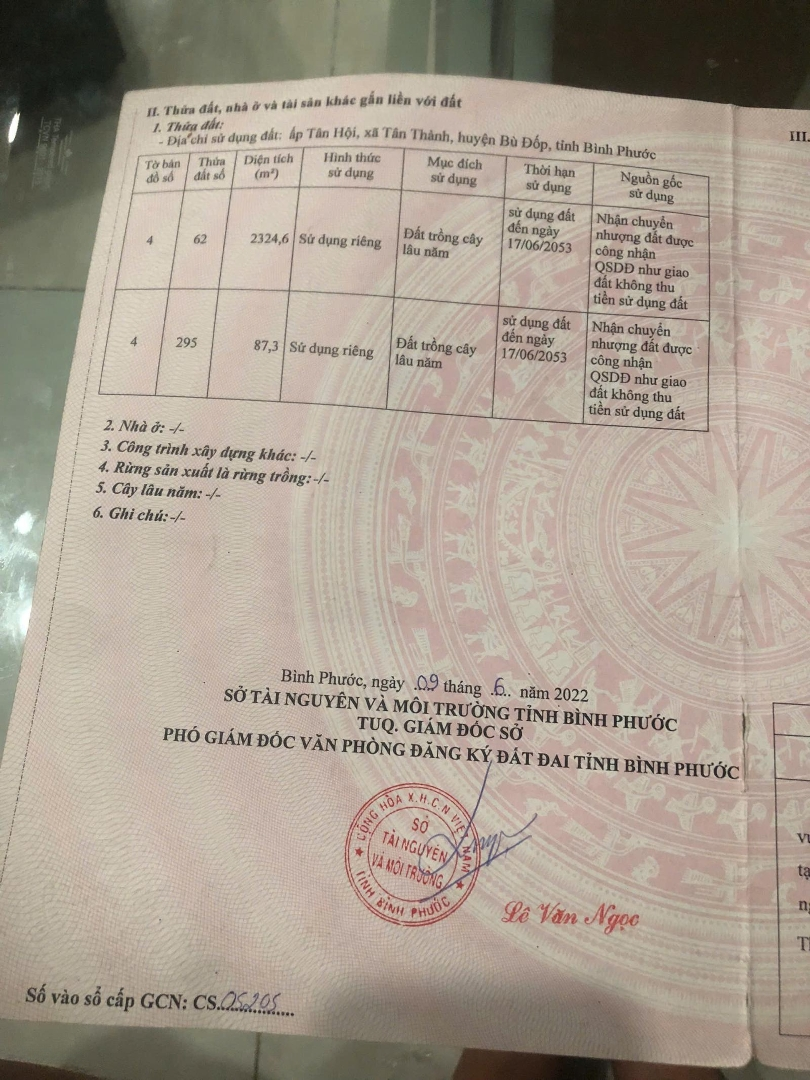 II. Thửa đất, nhà ở và tài sản khác gắn liền với đất
III.
1. Thửa đất:
- Địa chỉ sử dụng đất: ấp Tân Hội, xã Tân Thành, huyện Bù Đốp, tỉnh Bình Phước
Tờ bản đồ số | Thửa đất số | Diện tích (m²) | Hình thức sử dụng | Mục đích sử dụng | Thời hạn sử dụng | Nguồn gốc sử dụng
4 | 62 | 2324,6 | Sử dụng riêng | Đất trồng cây lâu năm | sử dụng đất đến ngày 17/06/2053 | Nhận chuyển nhượng đất được công nhận QSDĐ như giao đất không thu tiền sử dụng đất
4 | 295 | 87,3 | Sử dụng riêng | Đất trồng cây lâu năm | sử dụng đất đến ngày 17/06/2053 | Nhận chuyển nhượng đất được công nhận QSDĐ như giao đất không thu tiền sử dụng đất
2. Nhà ở: -/-
3. Công trình xây dựng khác: -/-
4. Rừng sản xuất là rừng trồng: -/-
5. Cây lâu năm: -/-
6. Ghi chú: -/-
Bình Phước, ngày 09 tháng 6 năm 2022
SỞ TÀI NGUYÊN VÀ MÔI TRƯỜNG TỈNH BÌNH PHƯỚC
TUQ. GIÁM ĐỐC SỞ
PHÓ GIÁM ĐỐC VĂN PHÒNG ĐĂNG KÝ ĐẤT ĐAI TỈNH BÌNH PHƯỚC
CỘNG HÒA X.H.C.N VIỆT NAM
SỞ
TÀI NGUYÊN
VÀ MÔI TRƯỜNG
TỈNH BÌNH PHƯỚC
Lê Văn Ngọc
Số vào sổ cấp GCN: CS 05205